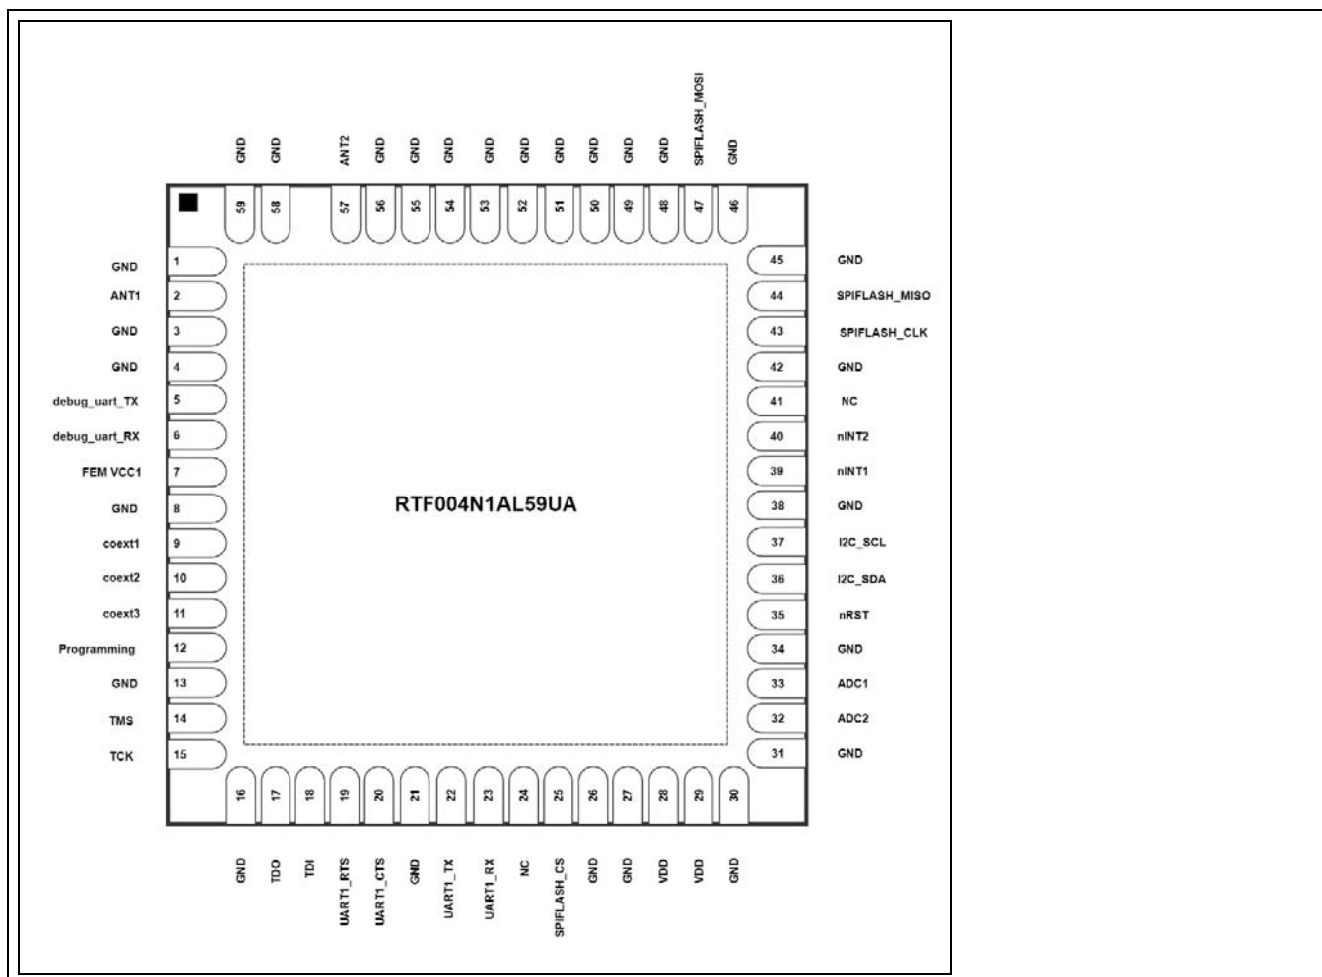 GND
GND
ANT2
GND
GND
GND
GND
GND
GND
GND
GND
GND
SPIFLASH_MOSI
GND
59
58
57
56
55
54
53
52
51
50
49
48
47
46
GND 1
ANT1 2
GND 3
GND 4
debug_uart_TX 5
debug_uart_RX 6
FEM VCC1 7
GND 8
coext1 9
coext2 10
coext3 11
Programming 12
GND 13
TMS 14
TCK 15
RTF004N1AL59UA
45 GND
44 SPIFLASH_MISO
43 SPIFLASH_CLK
42 GND
41 NC
40 nINT2
39 nINT1
38 GND
37 I2C_SCL
36 I2C_SDA
35 nRST
34 GND
33 ADC1
32 ADC2
31 GND
16
17
18
19
20
21
22
23
24
25
26
27
28
29
30
GND
TDO
TDI
UART1_RTS
UART1_CTS
GND
UART1_TX
UART1_RX
NC
SPIFLASH_CS
GND
GND
VDD
VDD
GND